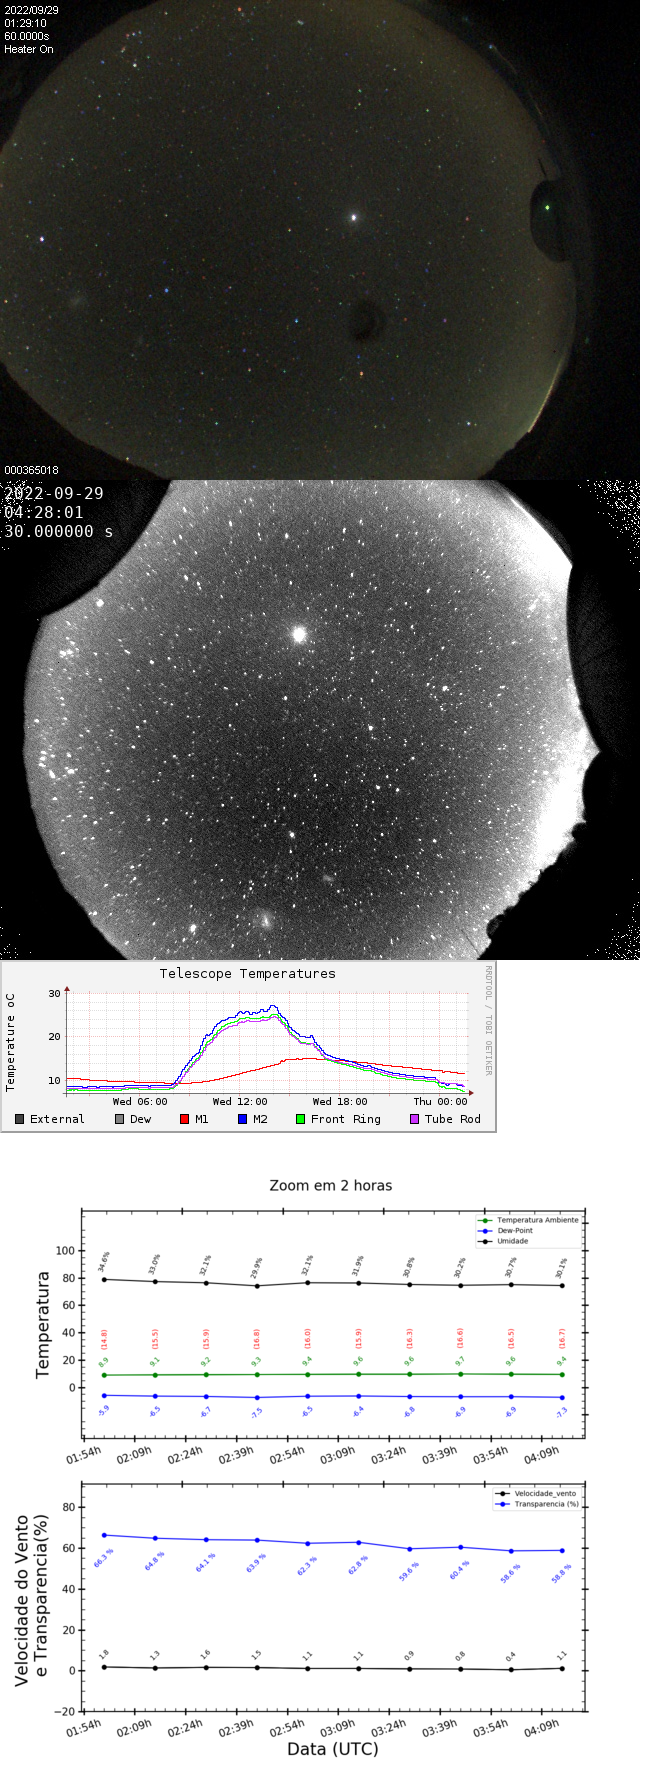 2022/09/29
01:29:10
60.0000s
Heater On
000365018
2022-09-29
04:28:01
30.000000 s
Telescope Temperatures
RRDTOOL / TOBI OETIKER
Temperature oC
30
20
10
Wed 06:00 Wed 12:00 Wed 18:00 Thu 00:00
External Dew M1 M2 Front Ring Tube Rod
Zoom em 2 horas
Temperatura Ambiente
Dew-Point
Umidade
Temperatura
100
80
60
40
20
0
34.6% 33.0% 32.1% 29.9% 32.1% 31.9% 30.8% 30.2% 30.7% 30.1%
(14.8) (15.5) (15.9) (16.8) (16.0) (15.9) (16.3) (16.6) (16.5) (16.7)
8.9 9.1 9.2 9.3 9.4 9.6 9.6 9.7 9.6 9.4
-5.9 -6.5 -6.7 -7.5 -6.5 -6.4 -6.8 -6.9 -6.9 -7.3
01:54h 02:09h 02:24h 02:39h 02:54h 03:09h 03:24h 03:39h 03:54h 04:09h
Velocidade_vento
Transparencia (%)
Velocidade do Vento
e Transparencia(%)
80
60
40
20
0
−20
66.3 % 64.8 % 64.1 % 63.9 % 62.3 % 62.8 % 59.6 % 60.4 % 58.6 % 58.8 %
1.8 1.3 1.6 1.5 1.1 1.1 0.9 0.8 0.4 1.1
01:54h 02:09h 02:24h 02:39h 02:54h 03:09h 03:24h 03:39h 03:54h 04:09h
Data (UTC)